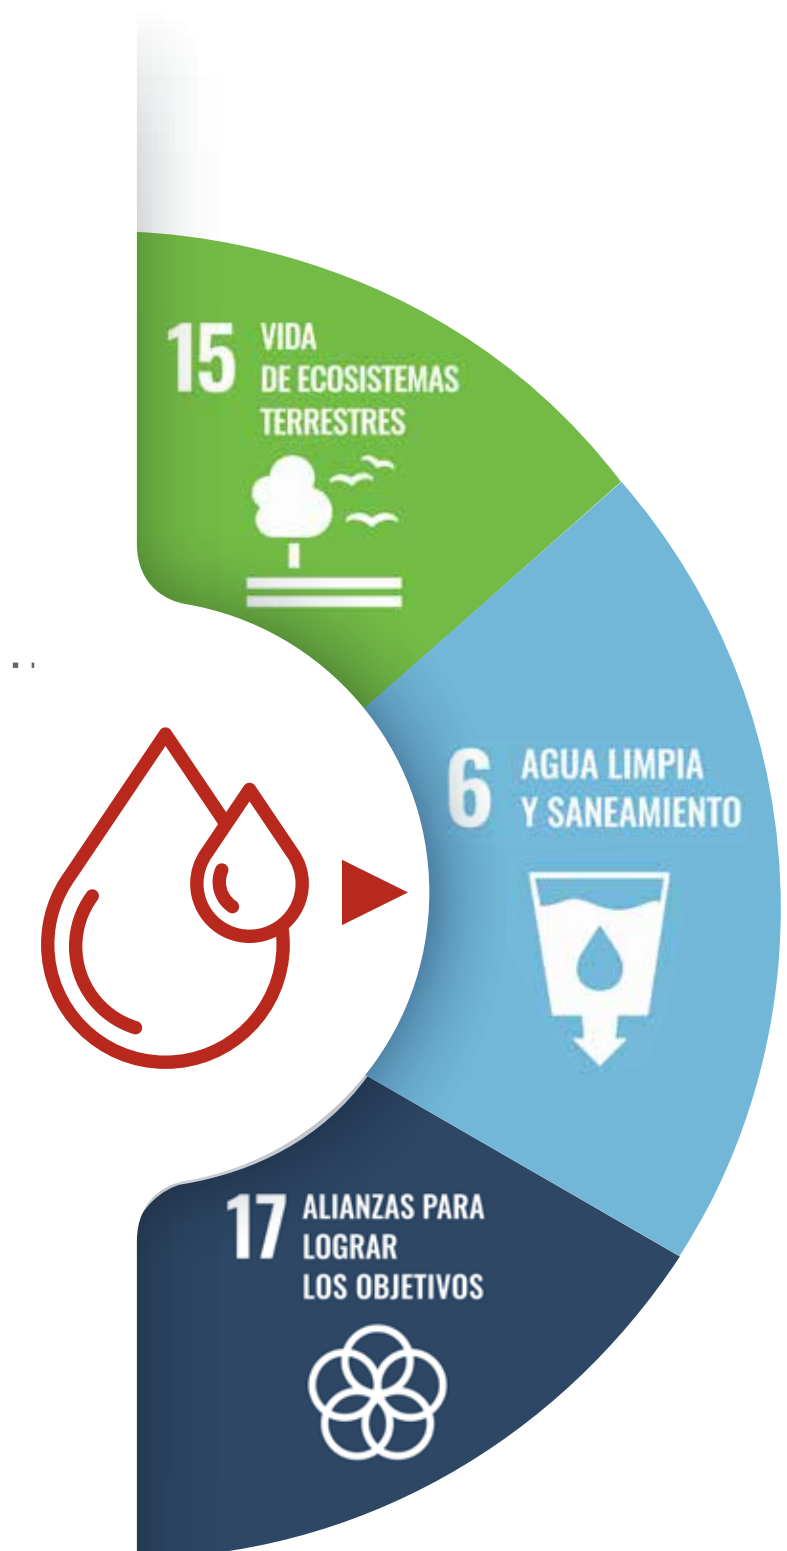 15 VIDA
DE ECOSISTEMAS
TERRESTRES
6 AGUA LIMPIA
Y SANEAMIENTO
17 ALIANZAS PARA
LOGRAR
LOS OBJETIVOS